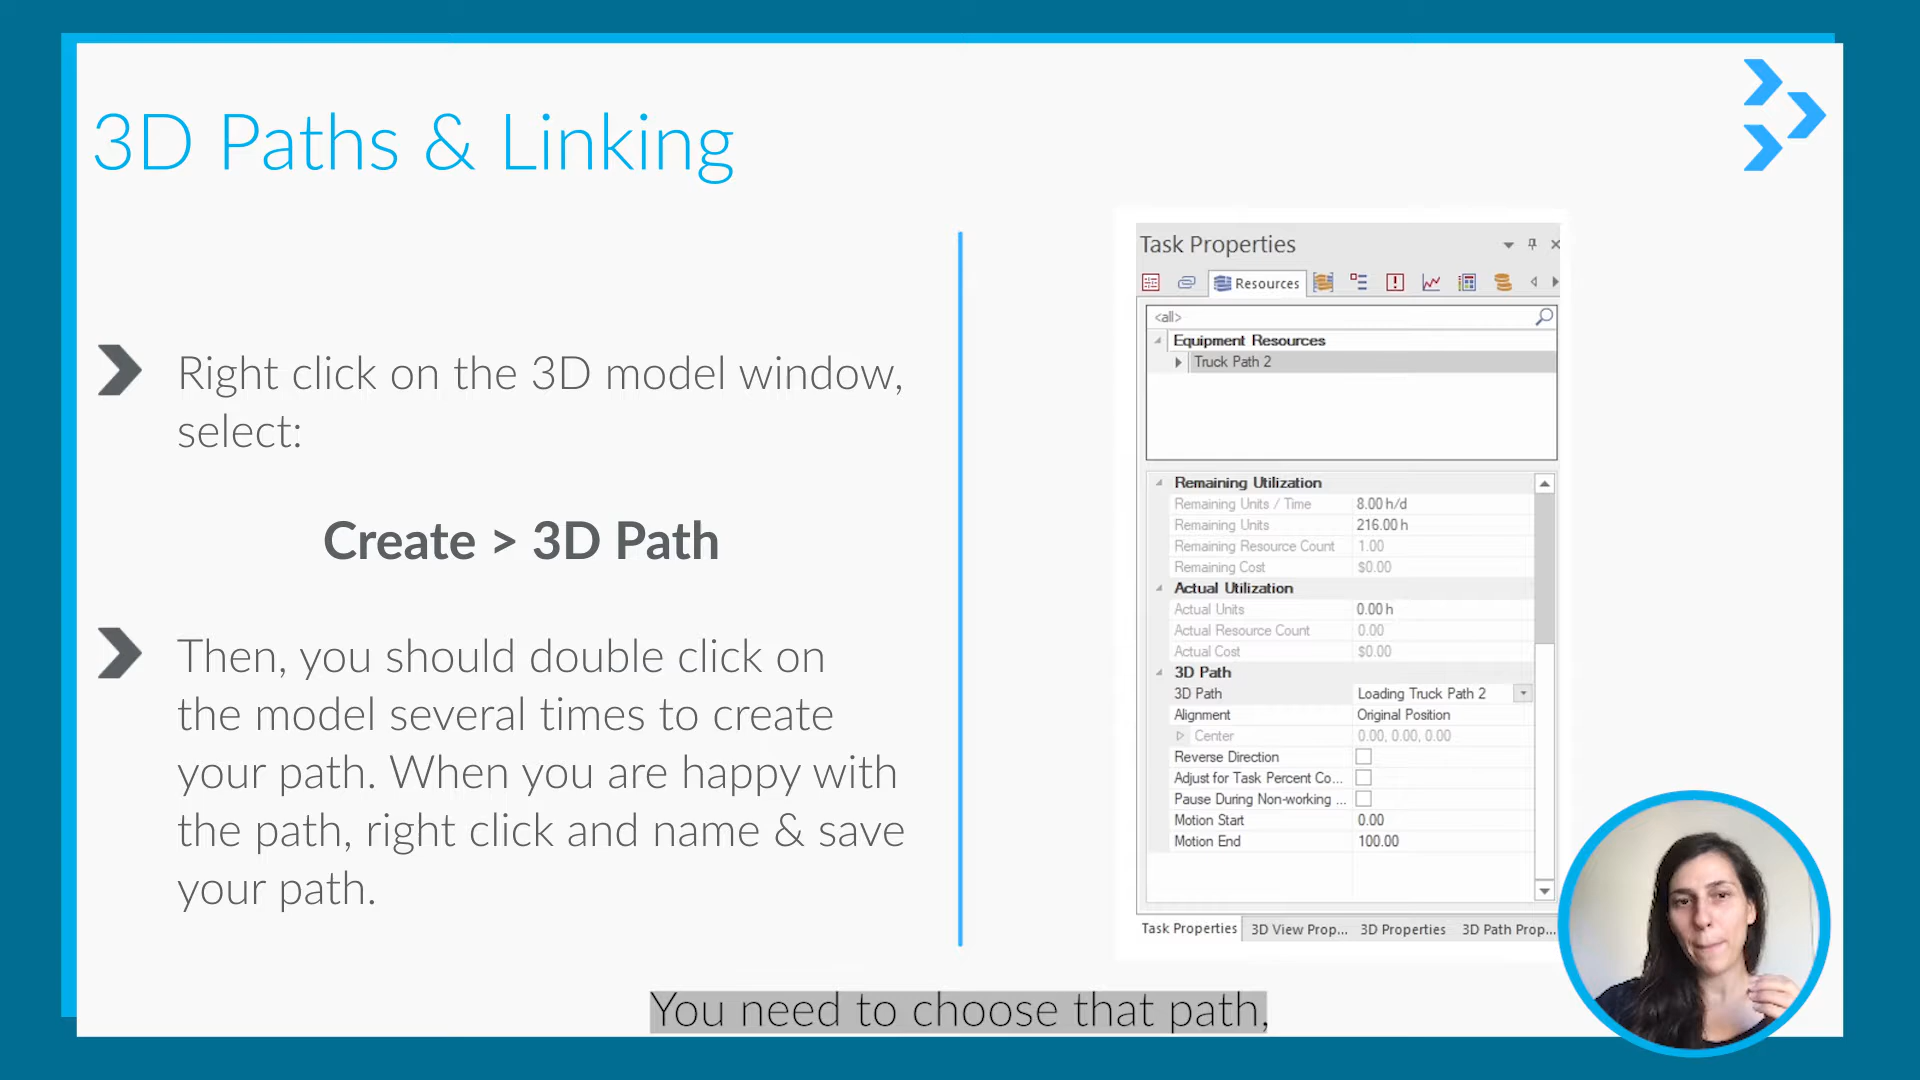 3D Paths & Linking
Right click on the 3D model window,
select:
Create > 3D Path
Then, you should double click on
the model several times to create
your path. When you are happy with
the path, right click and name & save
your path.
Task Properties
Resources
<all>
Equipment Resources
Truck Path 2
Remaining Utilization
Remaining Units / Time 8.00 h/d
Remaining Units 216.00 h
Remaining Resource Count 1.00
Remaining Cost $0.00
Actual Utilization
Actual Units 0.00 h
Actual Resource Count 0.00
Actual Cost $0.00
3D Path
3D Path Loading Truck Path 2
Alignment Original Position
Center 0.00, 0.00, 0.00
Reverse Direction
Adjust for Task Percent Co...
Pause During Non-working ...
Motion Start 0.00
Motion End 100.00
Task Properties 3D View Prop... 3D Properties 3D Path Prop...
You need to choose that path,